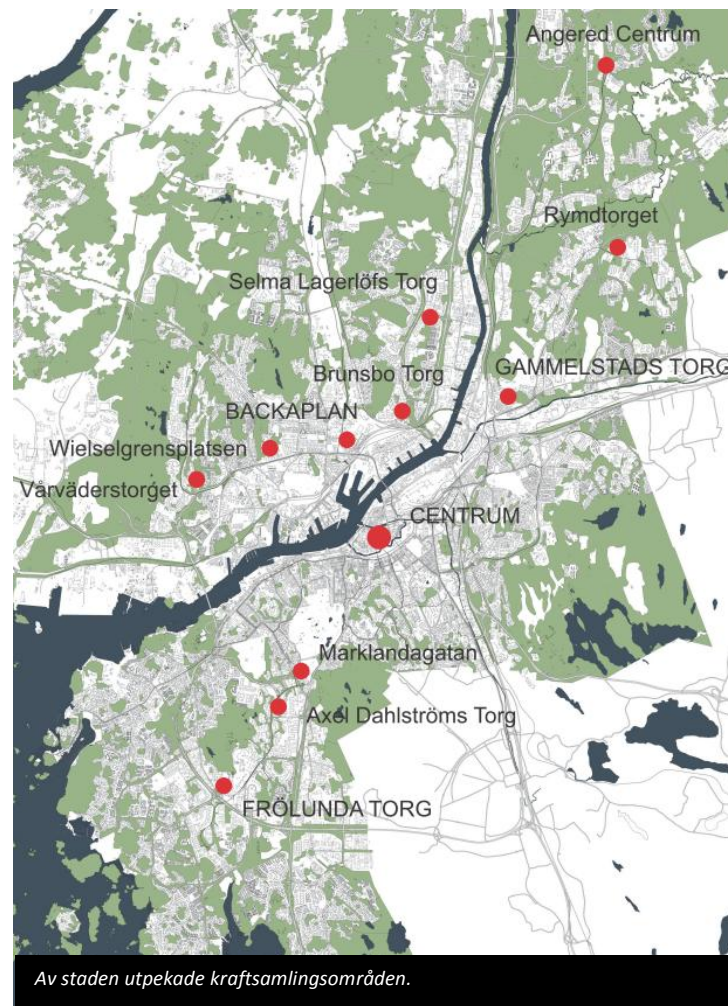 Angered Centrum
Rymdtorget
Selma Lagerlöfs Torg
GAMMELSTADS TORG
Brunsbo Torg
BACKAPLAN
Wielselgrensplatsen
Vårväderstorget
CENTRUM
Marklandagatan
Axel Dahlströms Torg
FRÖLUNDA TORG
Av staden utpekade kraftsamlingsområden.